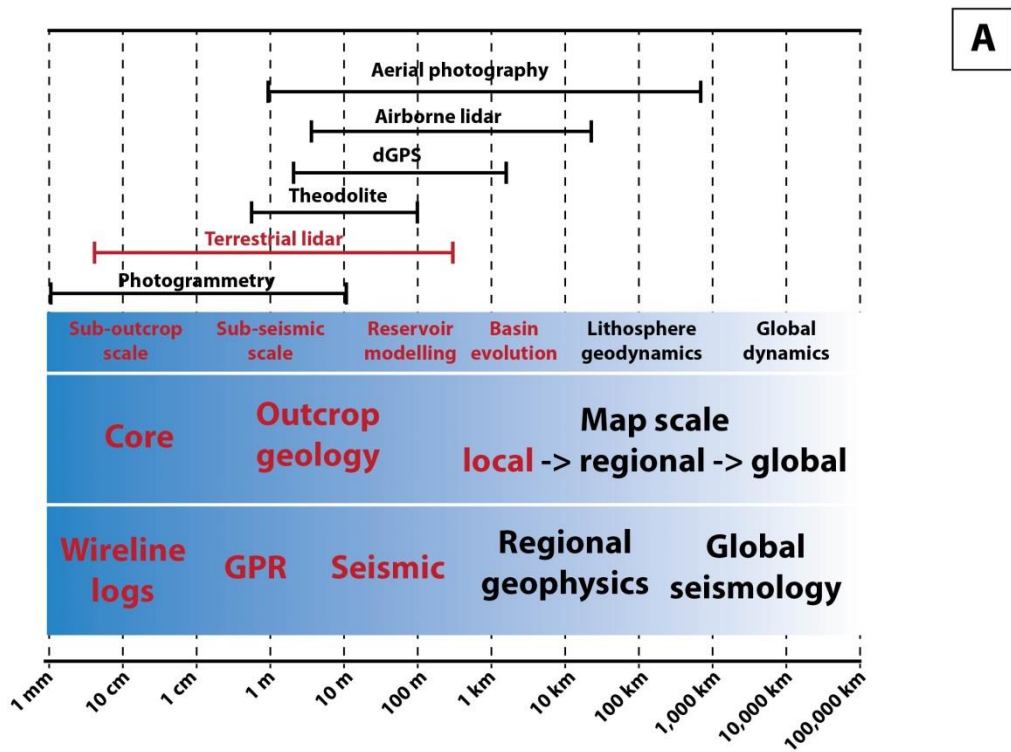 A
Aerial photography
Airborne lidar
dGPS
Theodolite
Terrestrial lidar
Photogrammetry
Sub-outcrop
scale
Sub-seismic
scale
Reservoir
modelling
Basin
evolution
Lithosphere
geodynamics
Global
dynamics
Core
Outcrop
geology
Map scale
local -> regional -> global
Wireline
logs
GPR
Seismic
Regional
geophysics
Global
seismology
1 mm
10 cm
1 cm
1 m
10 m
100 m
1 km
10 km
100 km
1,000 km
10,000 km
100,000 km